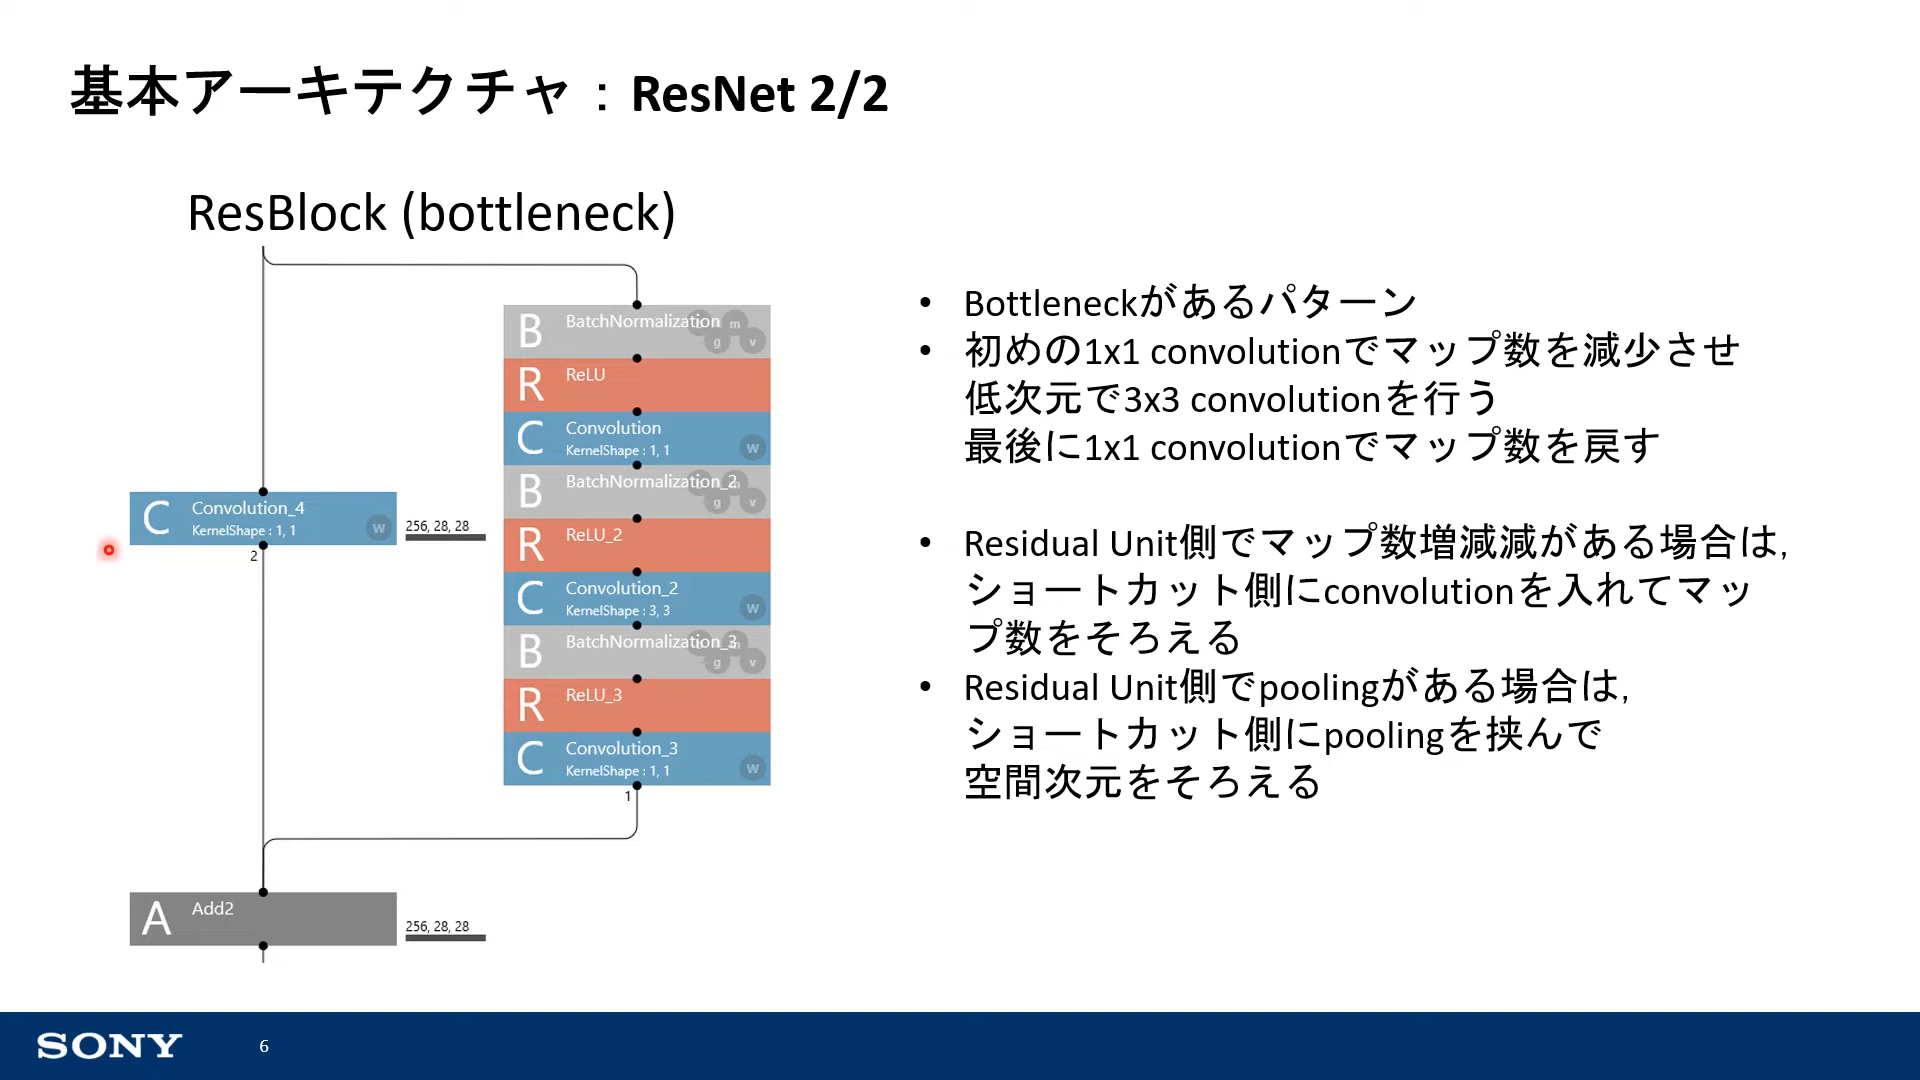 基本アーキテクチャ：ResNet 2/2
ResBlock (bottleneck)
B BatchNormalization m g v
R ReLU
C Convolution
KernelShape : 1, 1 W
B BatchNormalization_2 g v
R ReLU_2
C Convolution_2
KernelShape : 3, 3 W
B BatchNormalization_3 g v
R ReLU_3
C Convolution_3
KernelShape : 1, 1 W
1
C Convolution_4
KernelShape : 1, 1 W
256, 28, 28
2
A Add2
256, 28, 28
• Bottleneckがあるパターン
• 初めの1x1 convolutionでマップ数を減少させ
低次元で3x3 convolutionを行う
最後に1x1 convolutionでマップ数を戻す
• Residual Unit側でマップ数増減減がある場合は,
ショートカット側にconvolutionを入れてマッ
プ数をそろえる
• Residual Unit側でpoolingがある場合は,
ショートカット側にpoolingを挟んで
空間次元をそろえる
SONY
6